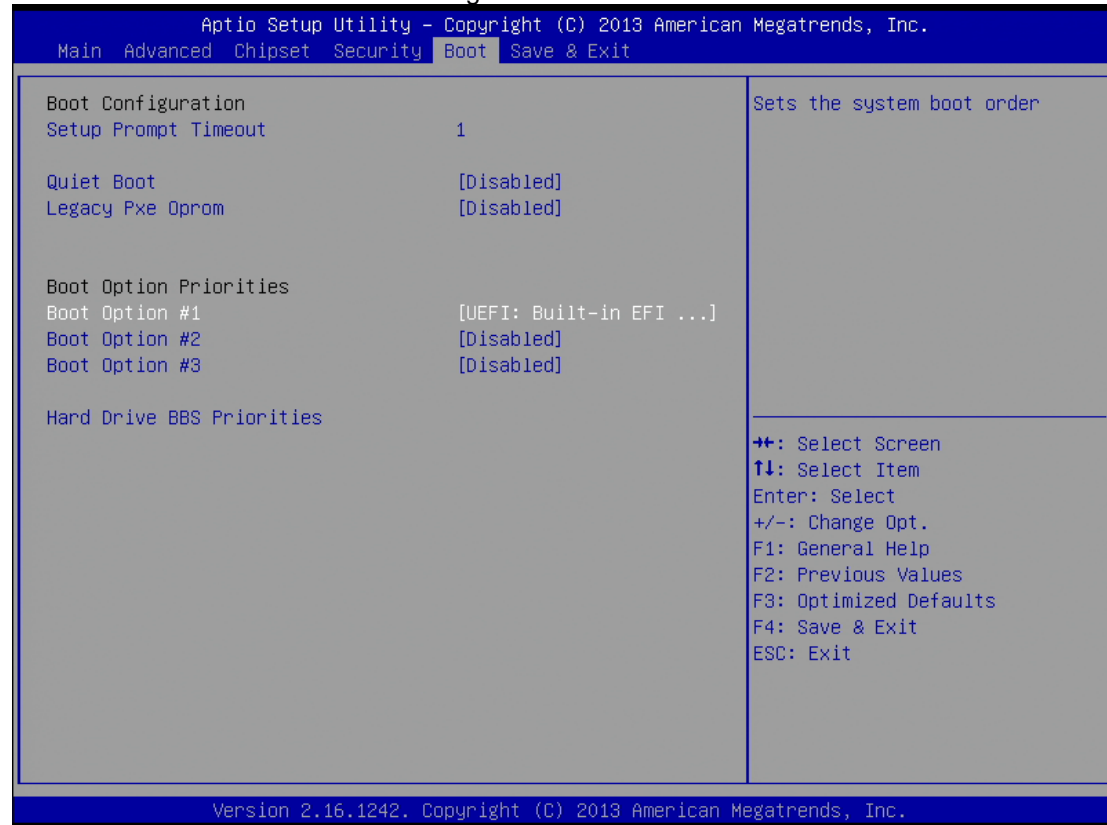 Aptio Setup Utility – Copyright (C) 2013 American Megatrends, Inc.
Main Advanced Chipset Security Boot Save & Exit
Boot Configuration
Setup Prompt Timeout 1
Quiet Boot [Disabled]
Legacy Pxe Oprom [Disabled]
Boot Option Priorities
Boot Option #1 [UEFI: Built-in EFI ...]
Boot Option #2 [Disabled]
Boot Option #3 [Disabled]
Hard Drive BBS Priorities
Sets the system boot order
→←: Select Screen
↑↓: Select Item
Enter: Select
+/-: Change Opt.
F1: General Help
F2: Previous Values
F3: Optimized Defaults
F4: Save & Exit
ESC: Exit
Version 2.16.1242. Copyright (C) 2013 American Megatrends, Inc.